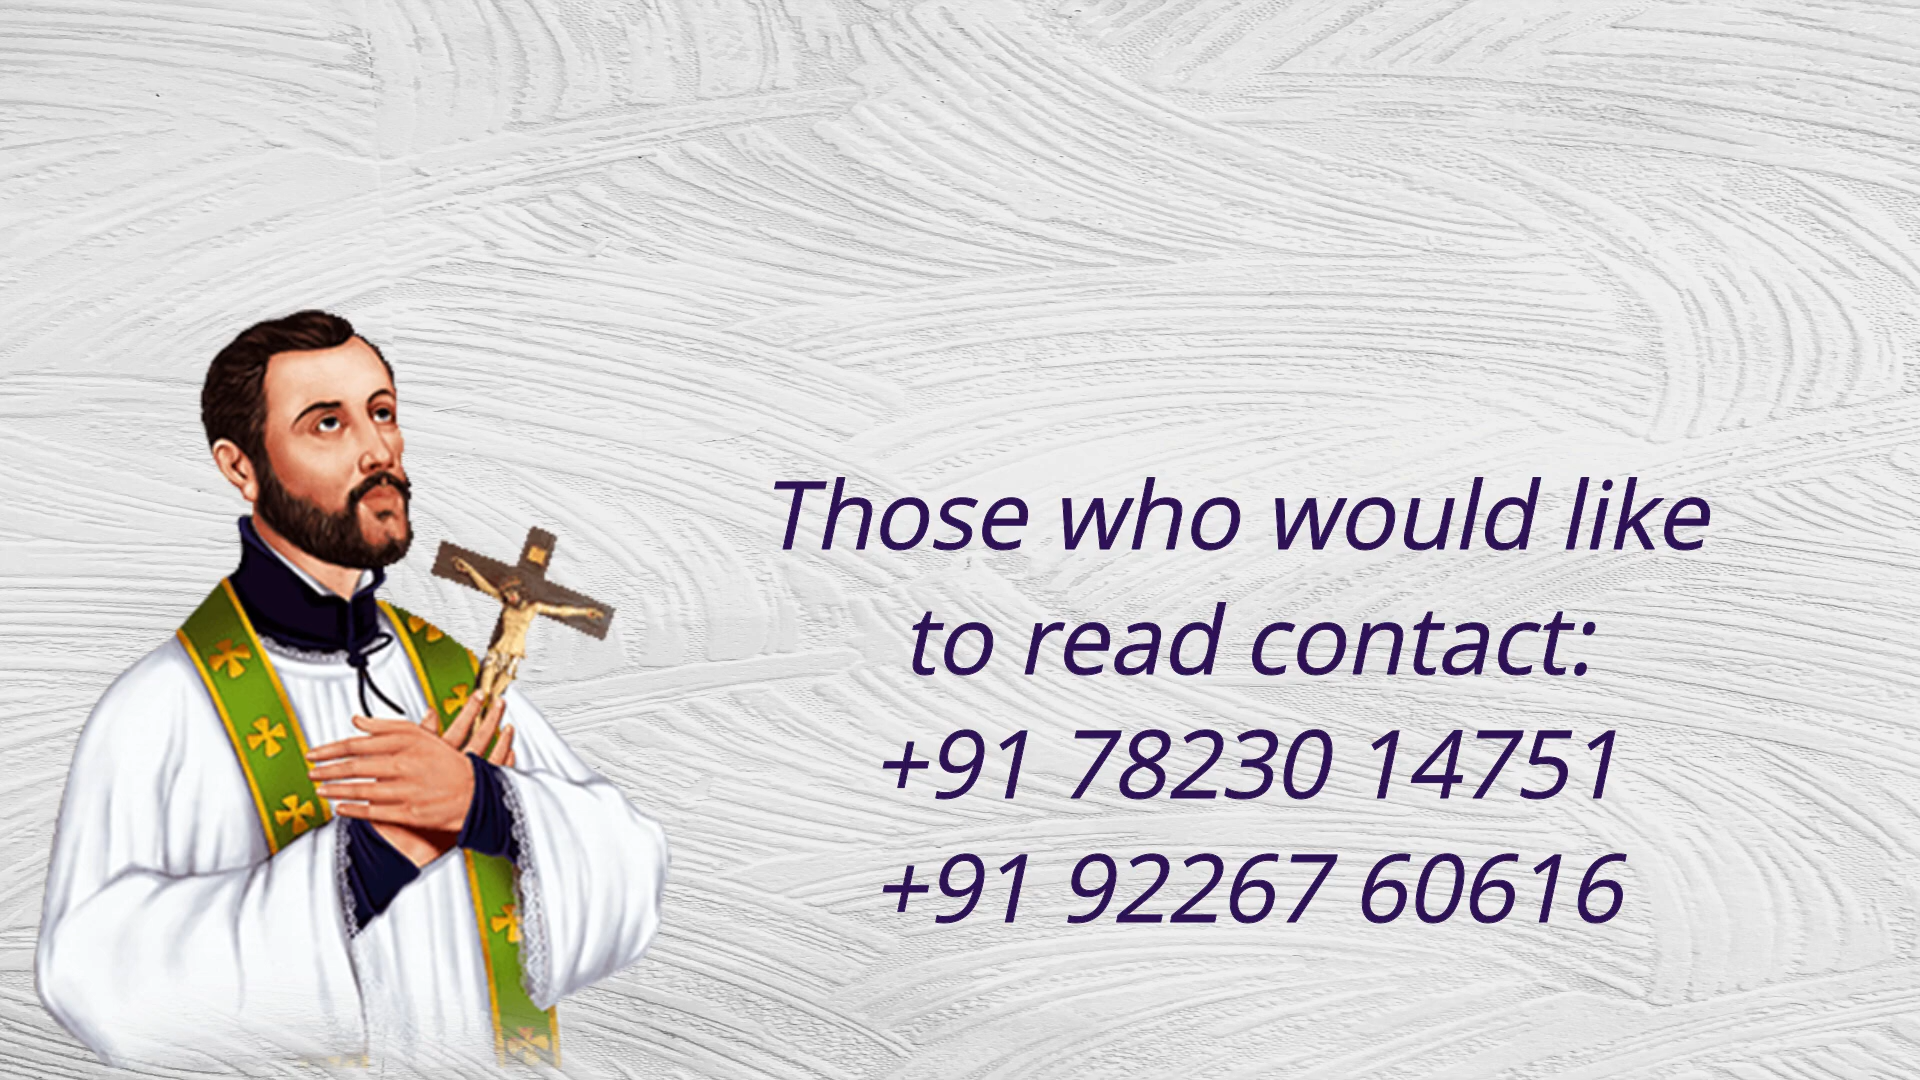 Those who would like
to read contact:
+91 78230 14751
+91 92267 60616